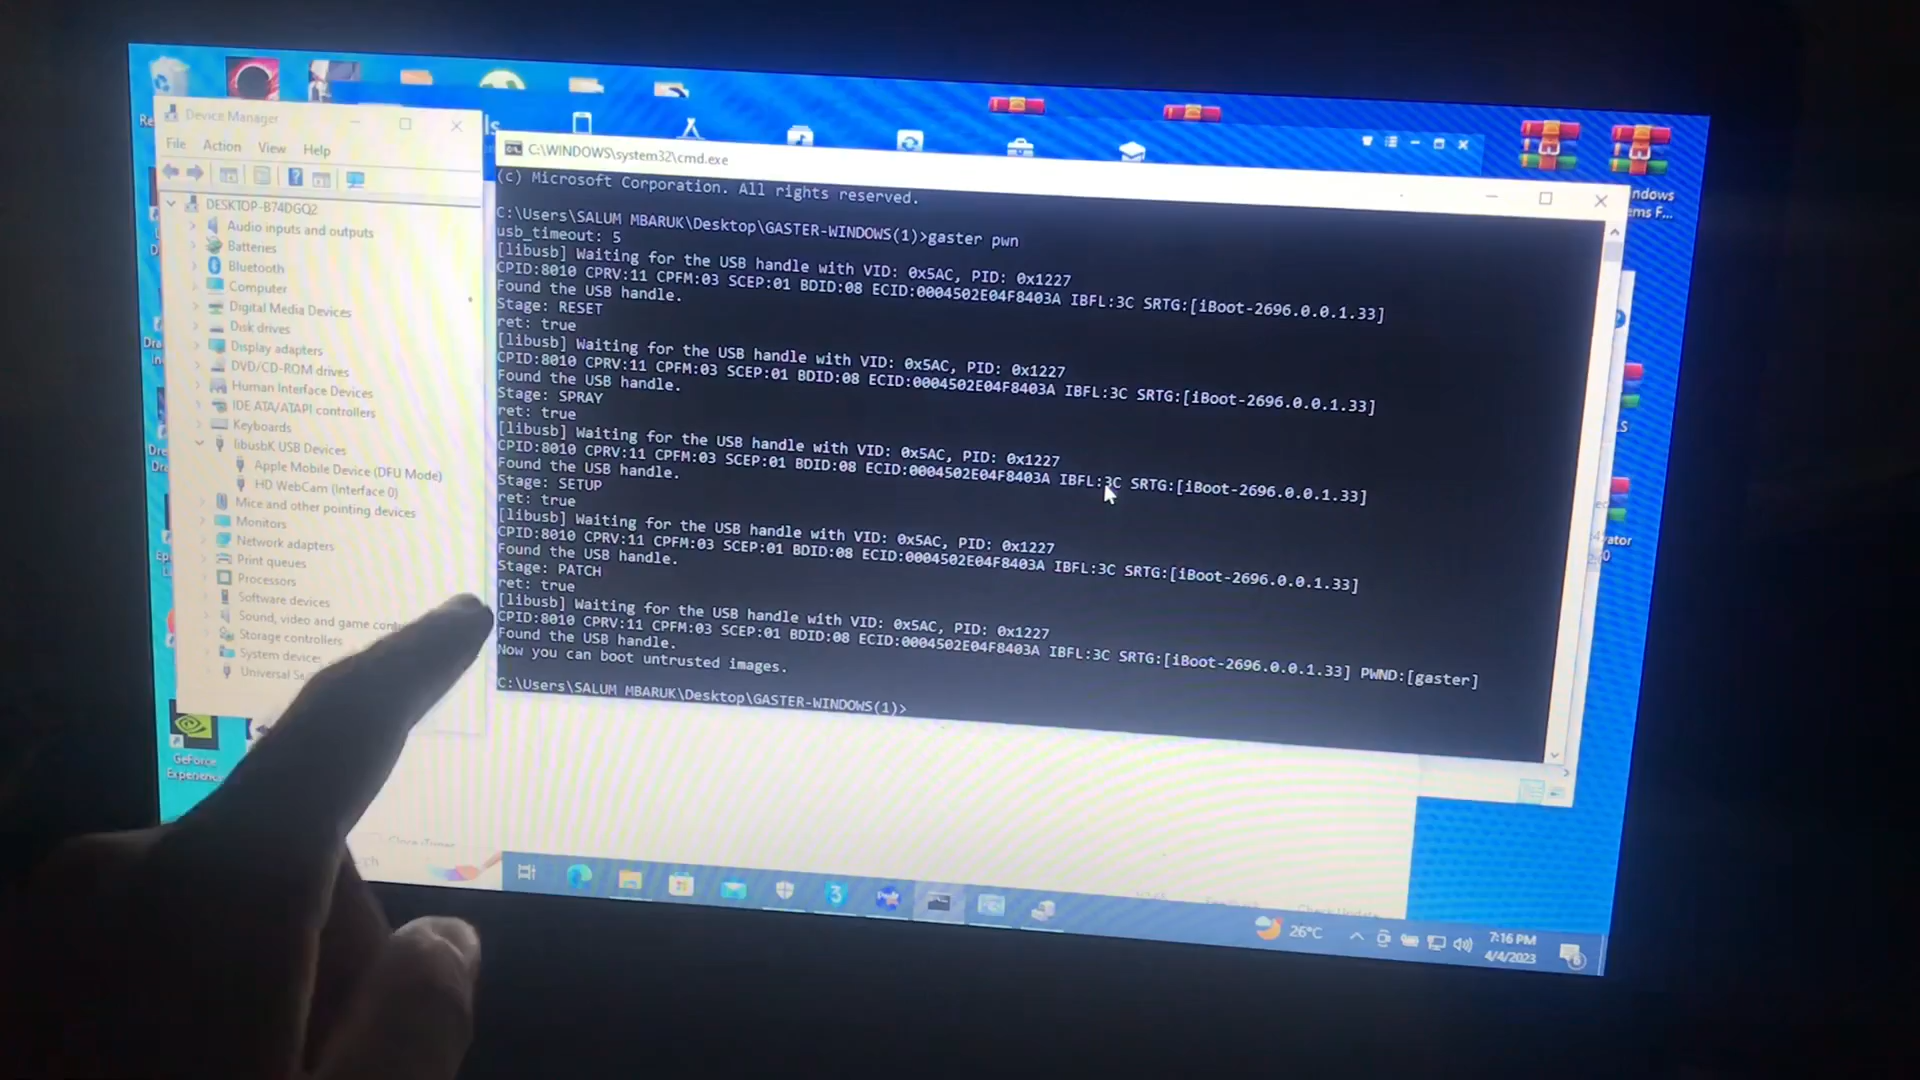 Device Manager
File Action View Help
DESKTOP-B74DGQ2
Audio inputs and outputs
Batteries
Bluetooth
Computer
Digital Media Devices
Disk drives
Display adapters
DVD/CD-ROM drives
Human Interface Devices
IDE ATA/ATAPI controllers
Keyboards
libusbK USB Devices
Apple Mobile Device (DFU Mode)
HD WebCam (Interface 0)
Mice and other pointing devices
Monitors
Network adapters
Print queues
Processors
Software devices
Sound, video and game
Storage controllers
System
Universal
C:\WINDOWS\system32\cmd.exe
(c) Microsoft Corporation. All rights reserved.
C:\Users\SALUM MBARUK\Desktop\GASTER-WINDOWS(1)>gaster pwn
usb_timeout: 5
[libusb] Waiting for the USB handle with VID: 0x5AC, PID: 0x1227
CPID:8010 CPRV:11 CPFM:03 SCEP:01 BDID:08 ECID:0004502E04F8403A IBFL:3C SRTG:[iBoot-2696.0.0.1.33]
Found the USB handle.
Stage: RESET
ret: true
[libusb] Waiting for the USB handle with VID: 0x5AC, PID: 0x1227
CPID:8010 CPRV:11 CPFM:03 SCEP:01 BDID:08 ECID:0004502E04F8403A IBFL:3C SRTG:[iBoot-2696.0.0.1.33]
Found the USB handle.
Stage: SPRAY
ret: true
[libusb] Waiting for the USB handle with VID: 0x5AC, PID: 0x1227
CPID:8010 CPRV:11 CPFM:03 SCEP:01 BDID:08 ECID:0004502E04F8403A IBFL:3C SRTG:[iBoot-2696.0.0.1.33]
Found the USB handle.
Stage: SETUP
ret: true
[libusb] Waiting for the USB handle with VID: 0x5AC, PID: 0x1227
CPID:8010 CPRV:11 CPFM:03 SCEP:01 BDID:08 ECID:0004502E04F8403A IBFL:3C SRTG:[iBoot-2696.0.0.1.33]
Found the USB handle.
Stage: PATCH
ret: true
[libusb] Waiting for the USB handle with VID: 0x5AC, PID: 0x1227
CPID:8010 CPRV:11 CPFM:03 SCEP:01 BDID:08 ECID:0004502E04F8403A IBFL:3C SRTG:[iBoot-2696.0.0.1.33] PWND:[gaster]
Found the USB handle.
Now you can boot untrusted images.
C:\Users\SALUM MBARUK\Desktop\GASTER-WINDOWS(1)>
GeForce
Check Update
26°C
7:16 PM
4/4/2023